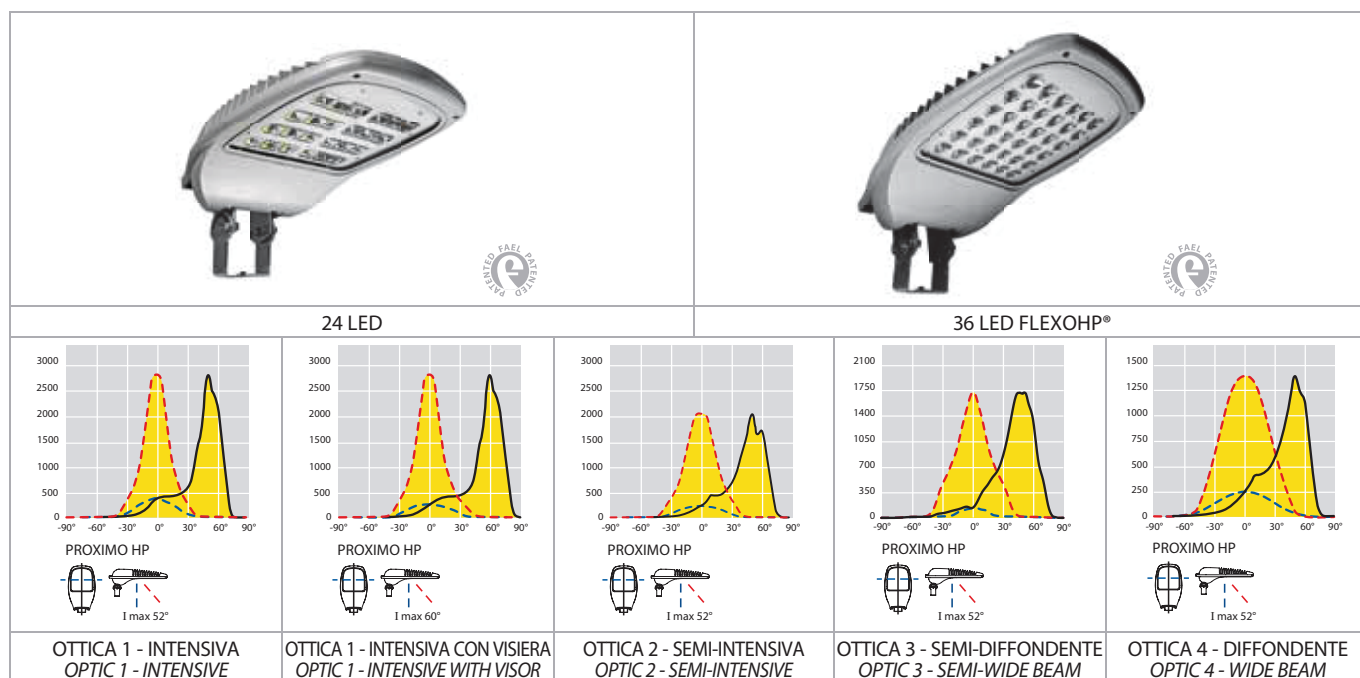 FAEL PATENTED PATENTED
FAEL PATENTED PATENTED
24 LED
36 LED FLEXOHP®
3000
2500
2000
1500
1000
500
0
-90° -60° -30° 0° 30° 60° 90°
PROXIMO HP
I max 52°
OTTICA 1 - INTENSIVA
OPTIC 1 - INTENSIVE
3000
2500
2000
1500
1000
500
0
-90° -60° -30° 0° 30° 60° 90°
PROXIMO HP
I max 60°
OTTICA 1 - INTENSIVA CON VISIERA
OPTIC 1 - INTENSIVE WITH VISOR
3000
2500
2000
1500
1000
500
0
-90° -60° -30° 0° 30° 60° 90°
PROXIMO HP
I max 52°
OTTICA 2 - SEMI-INTENSIVA
OPTIC 2 - SEMI-INTENSIVE
2100
1750
1400
1050
700
350
0
-90° -60° -30° 0° 30° 60° 90°
PROXIMO HP
I max 52°
OTTICA 3 - SEMI-DIFFONDENTE
OPTIC 3 - SEMI-WIDE BEAM
1500
1250
1000
750
500
250
0
-90° -60° -30° 0° 30° 60° 90°
PROXIMO HP
I max 52°
OTTICA 4 - DIFFONDENTE
OPTIC 4 - WIDE BEAM